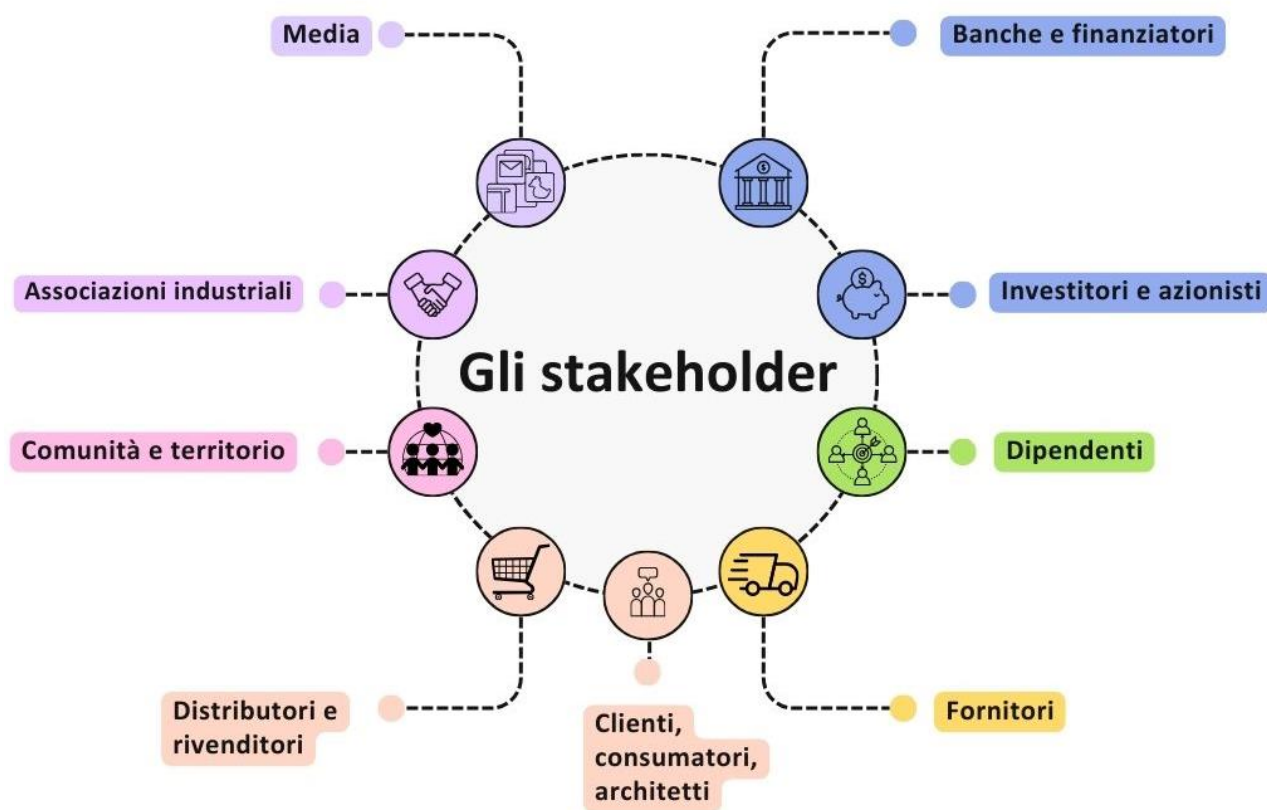 Media
Banche e finanziatori
Associazioni industriali
Investitori e azionisti
Gli stakeholder
Comunità e territorio
Dipendenti
Distributori e
rivenditori
Clienti,
consumatori,
architetti
Fornitori